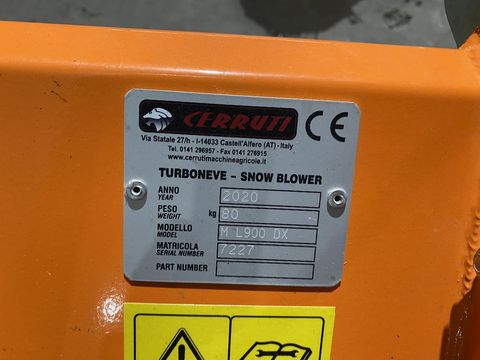 CERRUTI CE
Via Statale 27/h - I-14033 Castell'Alfero (AT) - Italy
Tel. 0141 296957 - Fax 0141 276915
www.cerrutimacchineagricole.it
TURBONEVE - SNOW BLOWER
ANNO
YEAR 2020
PESO
WEIGHT kg 80
MODELLO
MODEL M L900 DX
MATRICOLA
SERIAL NUMBER 7227
PART NUMBER